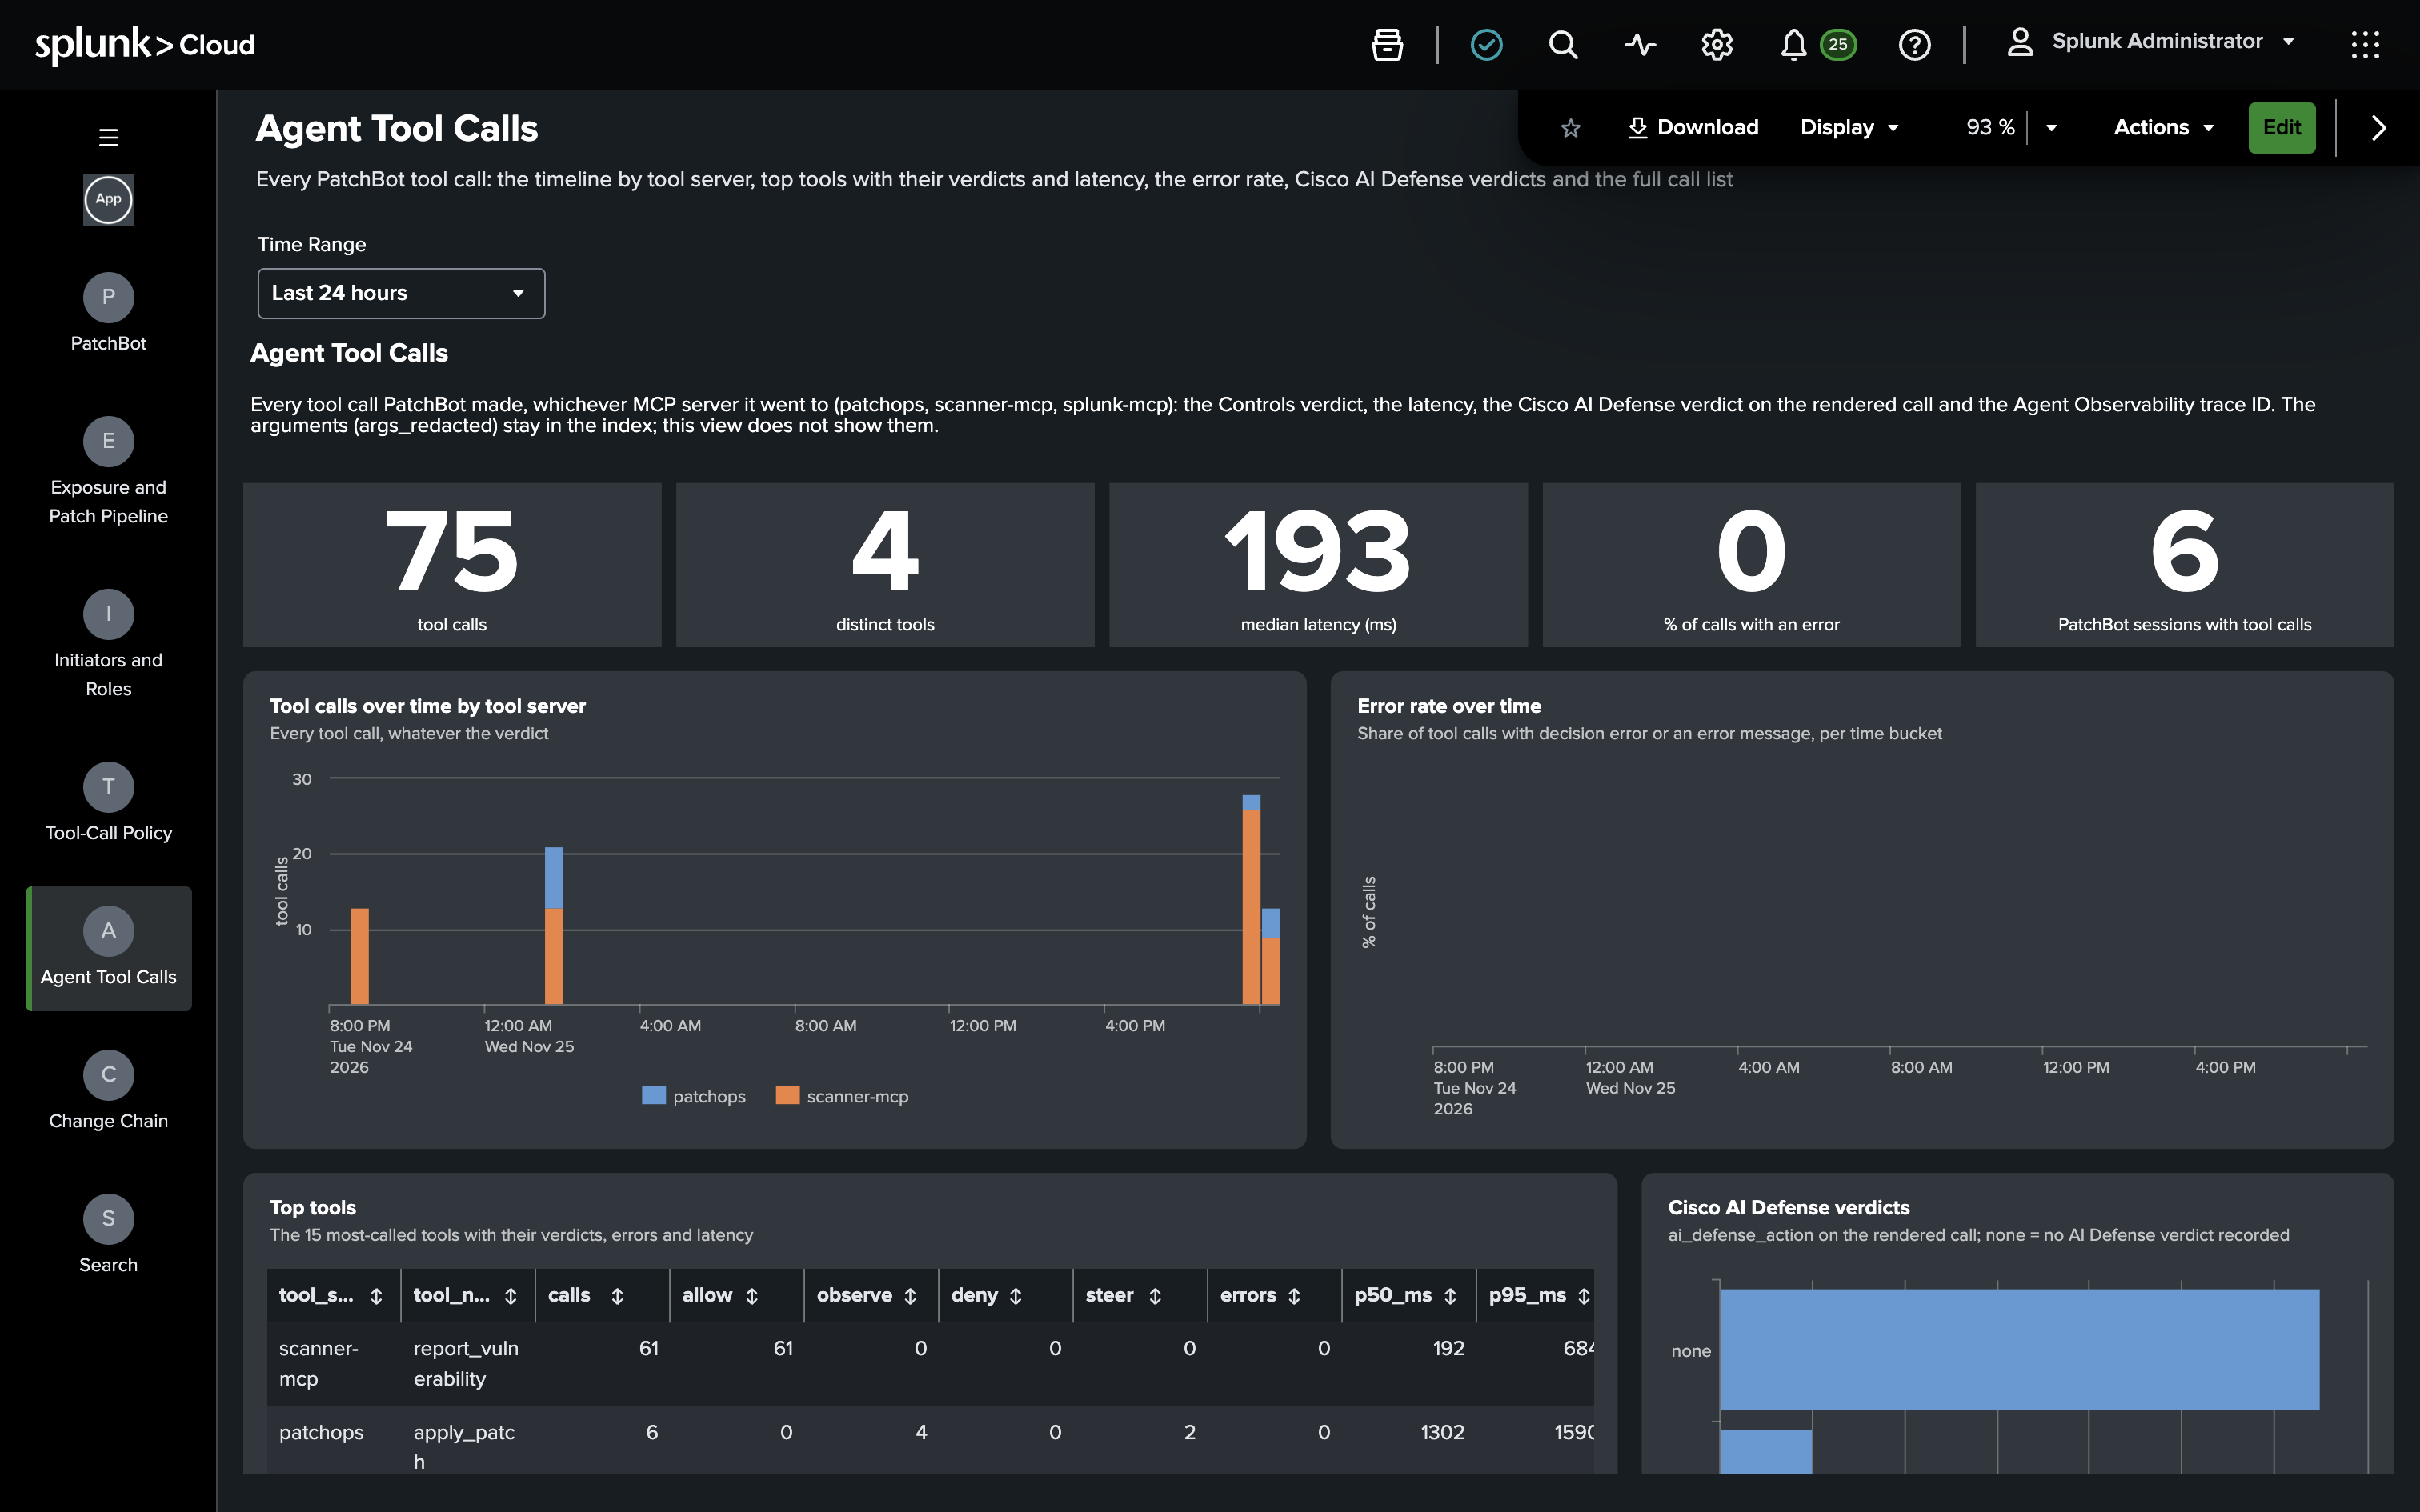 splunk>Cloud
25
Splunk Administrator
Agent Tool Calls
Download
Display
93 %
Actions
Edit
Every PatchBot tool call: the timeline by tool server, top tools with their verdicts and latency, the error rate, Cisco AI Defense verdicts and the full call list
App
P
PatchBot
E
Exposure and
Patch Pipeline
I
Initiators and
Roles
T
Tool-Call Policy
A
Agent Tool Calls
C
Change Chain
S
Search
Time Range
Last 24 hours
Agent Tool Calls
Every tool call PatchBot made, whichever MCP server it went to (patchops, scanner-mcp, splunk-mcp): the Controls verdict, the latency, the Cisco AI Defense verdict on the rendered call and the Agent Observability trace ID. The
arguments (args_redacted) stay in the index; this view does not show them.
75
tool calls
4
distinct tools
193
median latency (ms)
0
% of calls with an error
6
PatchBot sessions with tool calls
Tool calls over time by tool server
Every tool call, whatever the verdict
tool calls
30
20
10
8:00 PM
Tue Nov 24
2026
12:00 AM
Wed Nov 25
4:00 AM
8:00 AM
12:00 PM
4:00 PM
patchops
scanner-mcp
Error rate over time
Share of tool calls with decision error or an error message, per time bucket
% of calls
8:00 PM
Tue Nov 24
2026
12:00 AM
Wed Nov 25
4:00 AM
8:00 AM
12:00 PM
4:00 PM
Top tools
The 15 most-called tools with their verdicts, errors and latency
tool_s... tool_n... calls allow observe deny steer errors p50_ms p95_ms
scanner-
mcp
report_vuln
erability
61 61 0 0 0 0 192 684
patchops
apply_patc
h
6 0 4 0 2 0 1302 1590
Cisco AI Defense verdicts
ai_defense_action on the rendered call; none = no AI Defense verdict recorded
none